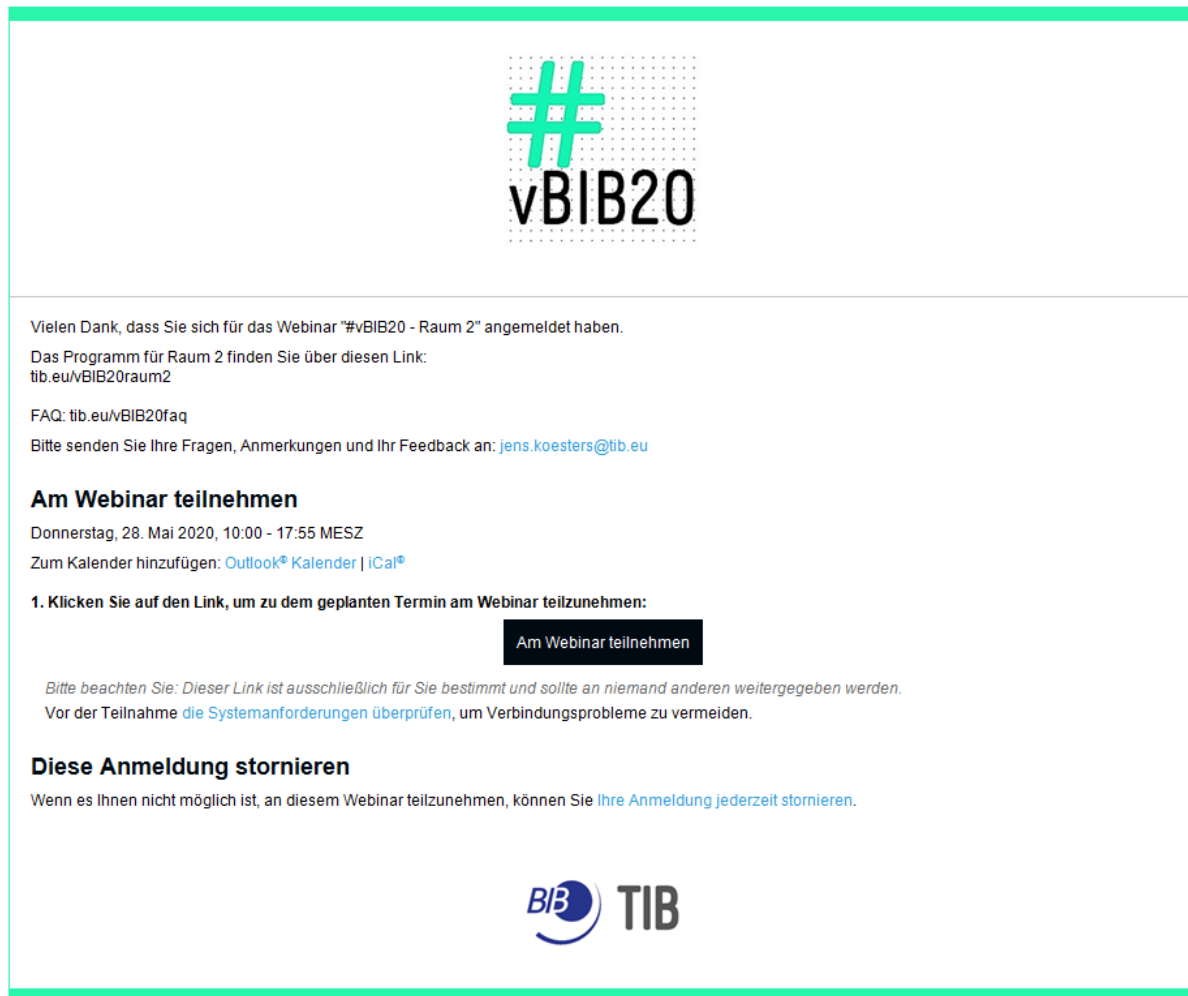 #
vBIB20
Vielen Dank, dass Sie sich für das Webinar "#vBIB20 - Raum 2" angemeldet haben.
Das Programm für Raum 2 finden Sie über diesen Link:
tib.eu/vBIB20raum2
FAQ: tib.eu/vBIB20faq
Bitte senden Sie Ihre Fragen, Anmerkungen und Ihr Feedback an: jens.koesters@tib.eu
Am Webinar teilnehmen
Donnerstag, 28. Mai 2020, 10:00 - 17:55 MESZ
Zum Kalender hinzufügen: Outlook® Kalender | iCal®
1. Klicken Sie auf den Link, um zu dem geplanten Termin am Webinar teilzunehmen:
Am Webinar teilnehmen
Bitte beachten Sie: Dieser Link ist ausschließlich für Sie bestimmt und sollte an niemand anderen weitergegeben werden.
Vor der Teilnahme die Systemanforderungen überprüfen, um Verbindungsprobleme zu vermeiden.
Diese Anmeldung stornieren
Wenn es Ihnen nicht möglich ist, an diesem Webinar teilzunehmen, können Sie Ihre Anmeldung jederzeit stornieren.
BIB TIB